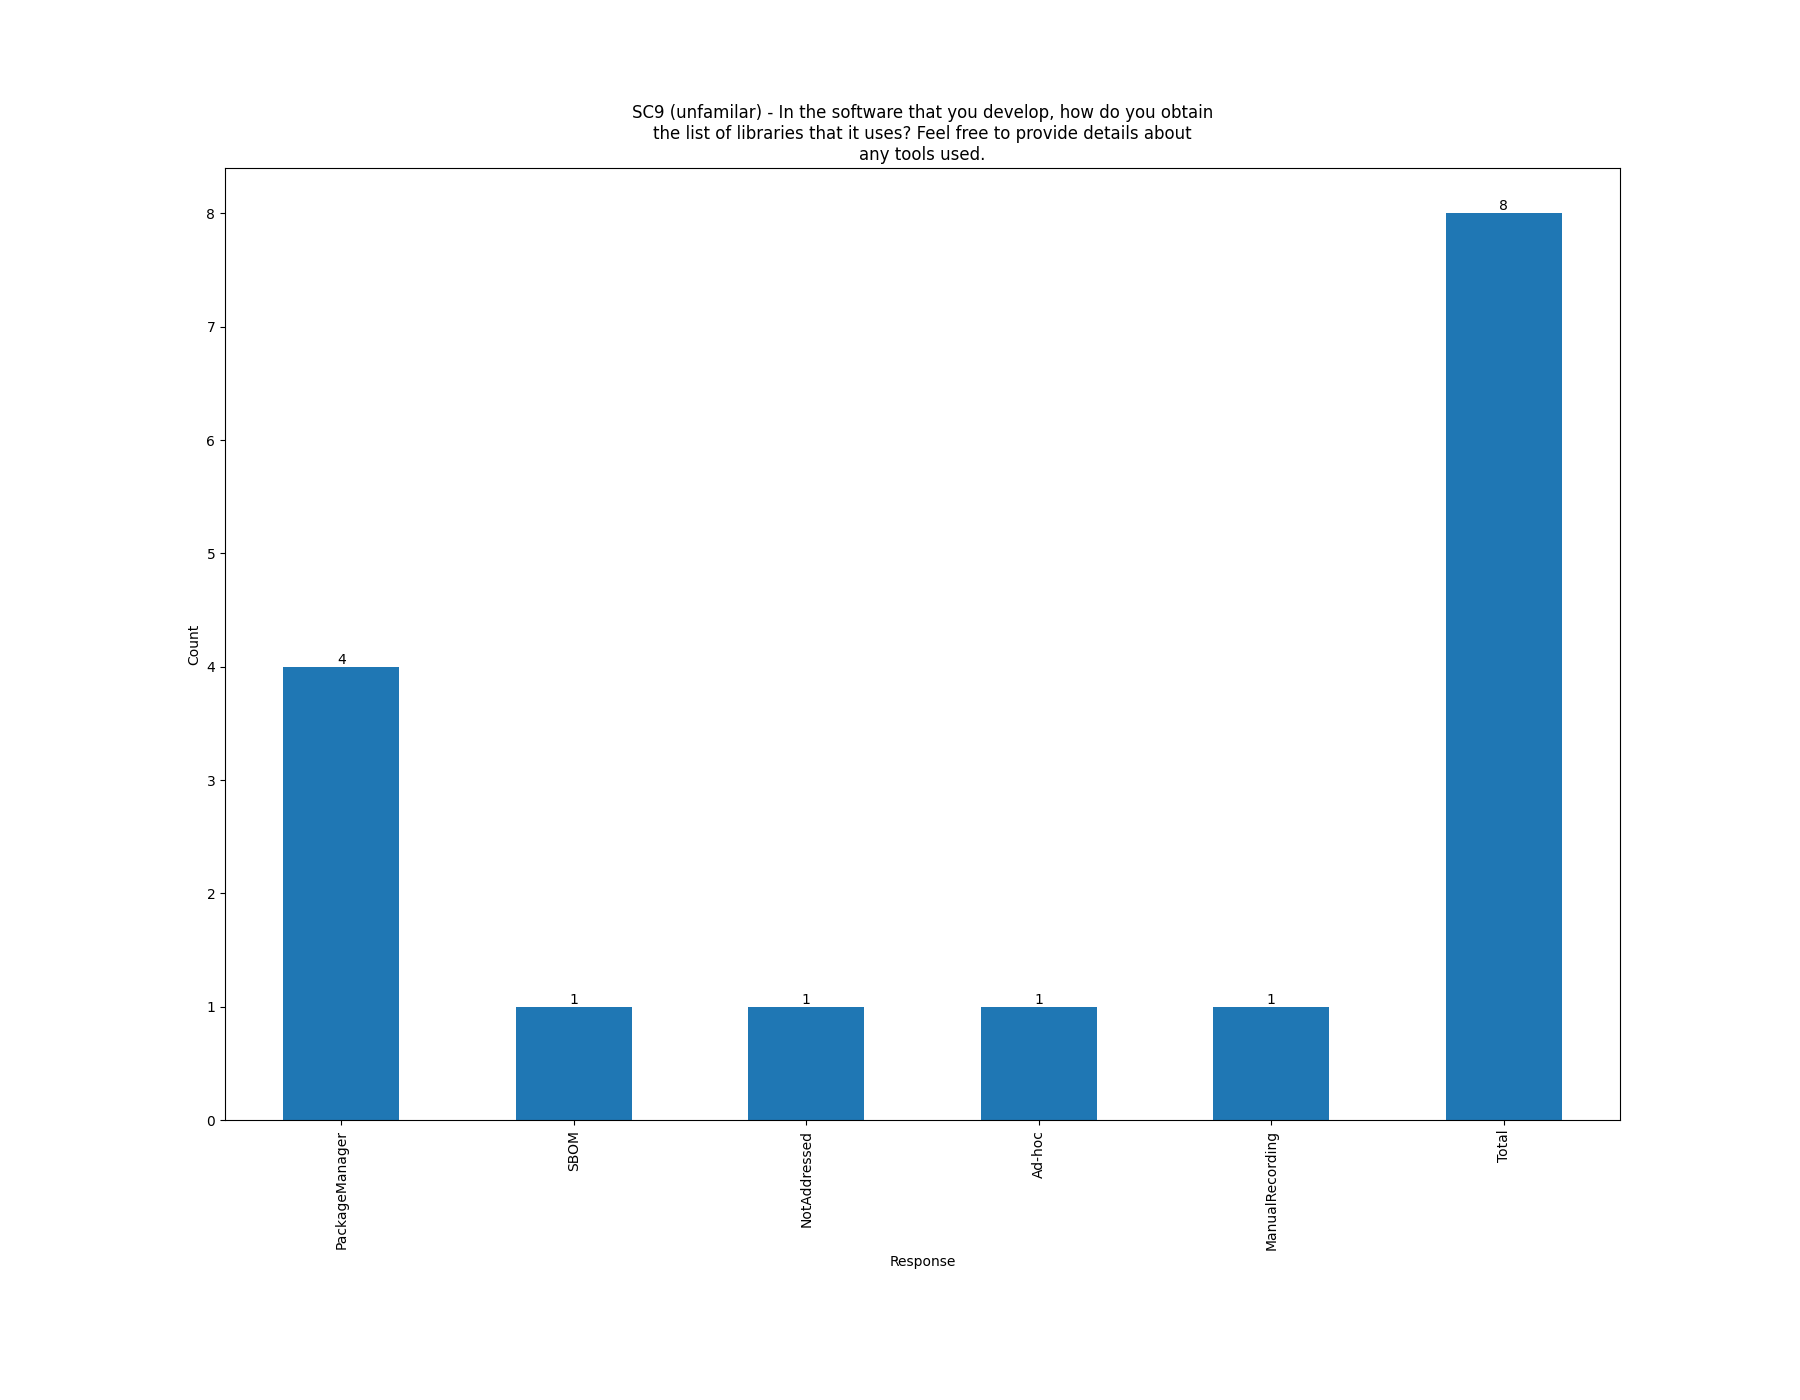 SC9 (unfamilar) - In the software that you develop, how do you obtain
the list of libraries that it uses? Feel free to provide details about
any tools used.
8
7
6
5
4
3
2
1
0
Count
4
1
1
1
1
8
PackageManager
SBOM
NotAddressed
Ad-hoc
ManualRecording
Total
Response